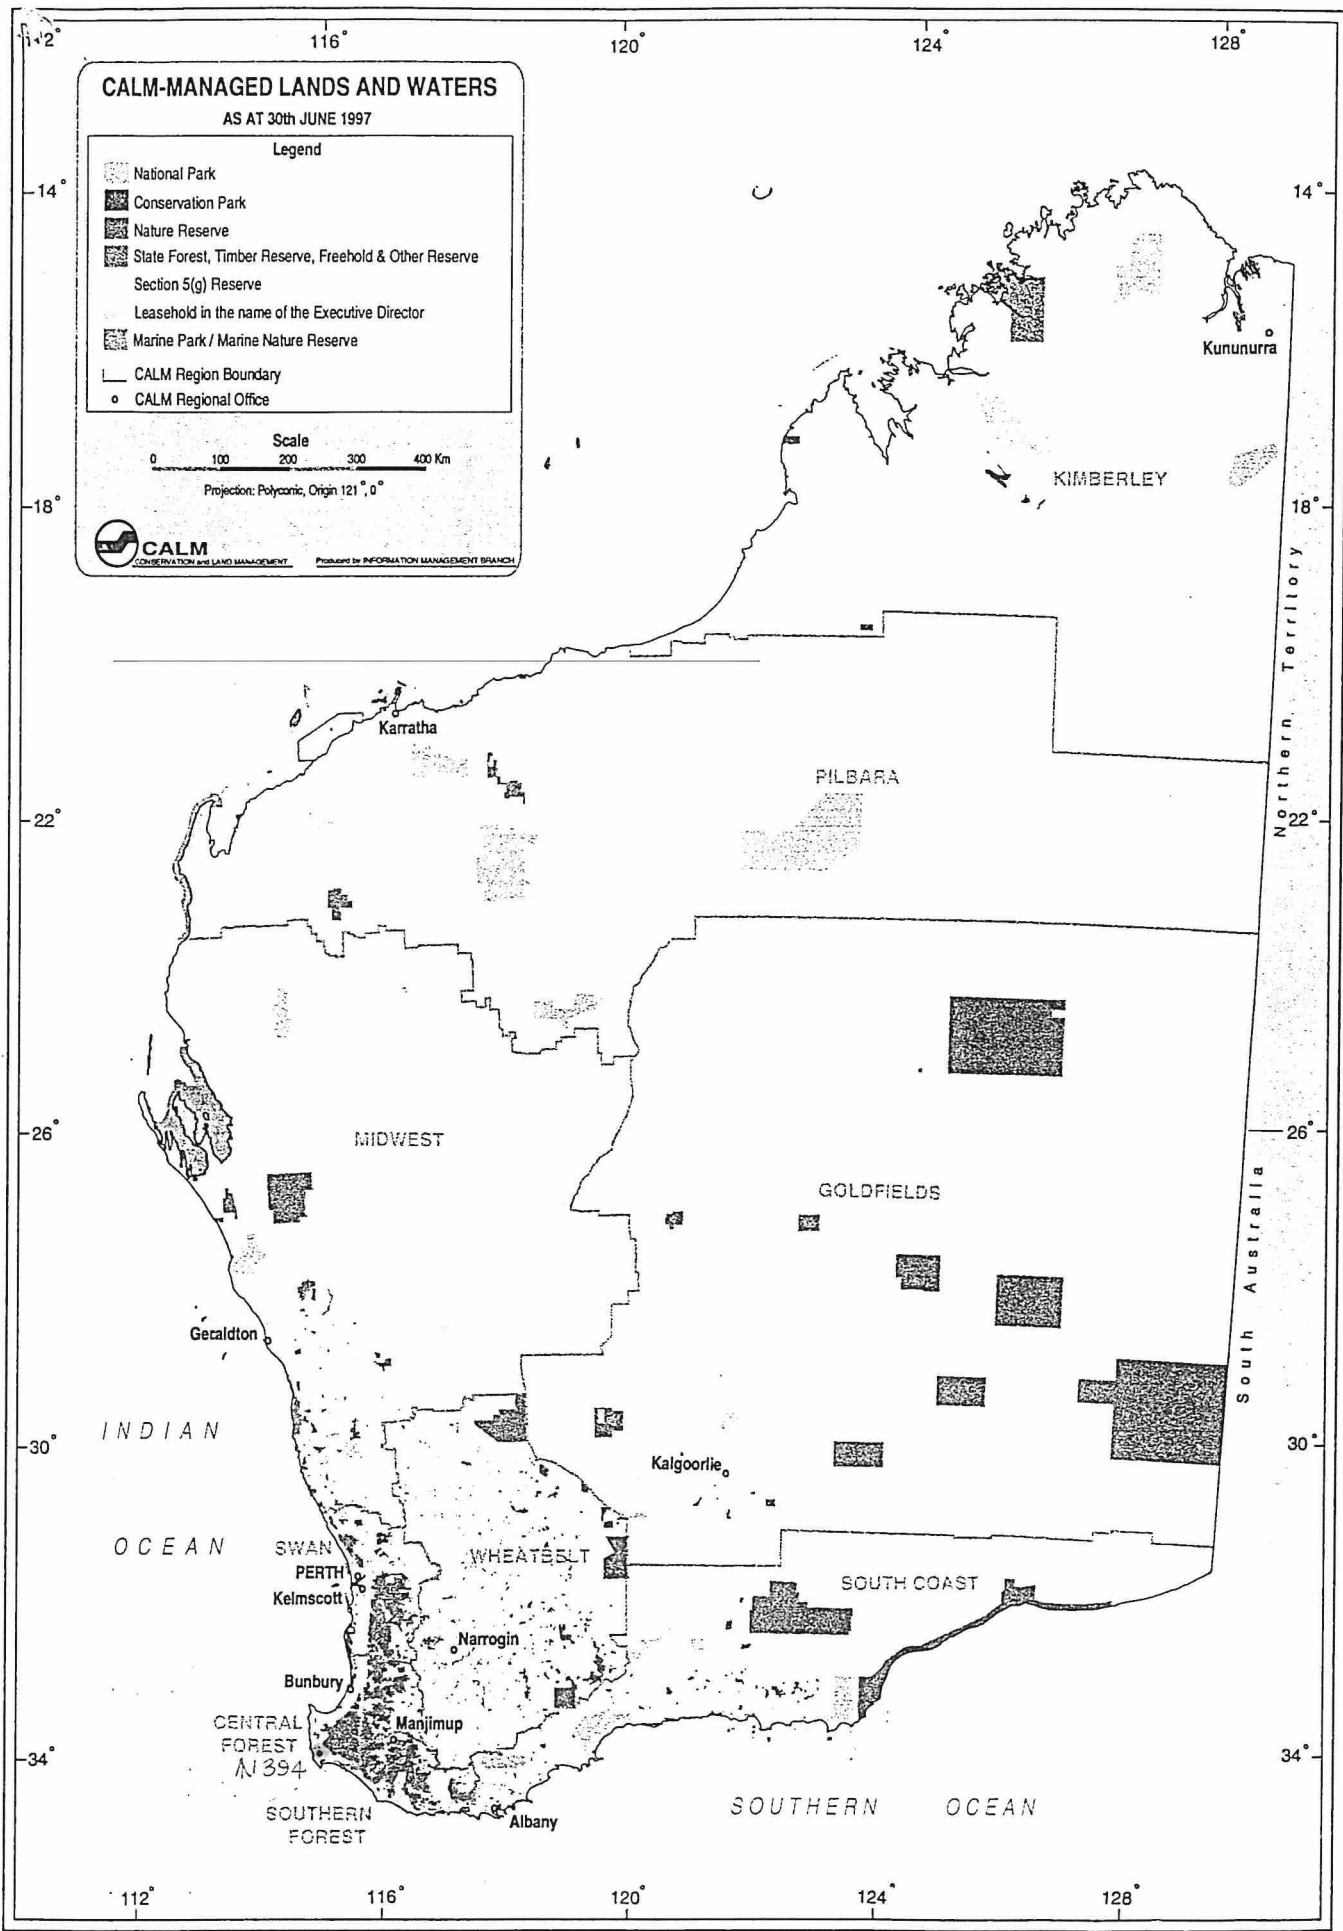 112°
116°
120°
124°
128°
CALM-MANAGED LANDS AND WATERS
AS AT 30th JUNE 1997
Legend
National Park
Conservation Park
Nature Reserve
State Forest, Timber Reserve, Freehold & Other Reserve
Section 5(g) Reserve
Leasehold in the name of the Executive Director
Marine Park / Marine Nature Reserve
CALM Region Boundary
CALM Regional Office
Scale
0 100 200 300 400 Km
Projection: Polyconic, Origin 121°, 0°
CALM
CONSERVATION and LAND MANAGEMENT
Produced by INFORMATION MANAGEMENT BRANCH
14°
14°
Kununurra
KIMBERLEY
18°
18°
Northern Territory
Karratha
PILBARA
22°
22°
26°
26°
MIDWEST
GOLDFIELDS
South Australia
Geraldton
INDIAN
OCEAN
30°
30°
Kalgoorlie
SWAN
PERTH
Kelmscott
WHEATBELT
SOUTH COAST
Narrogin
Bunbury
CENTRAL
FOREST
Manjimup
N394
34°
34°
SOUTHERN
FOREST
Albany
SOUTHERN OCEAN
112°
116°
120°
124°
128°